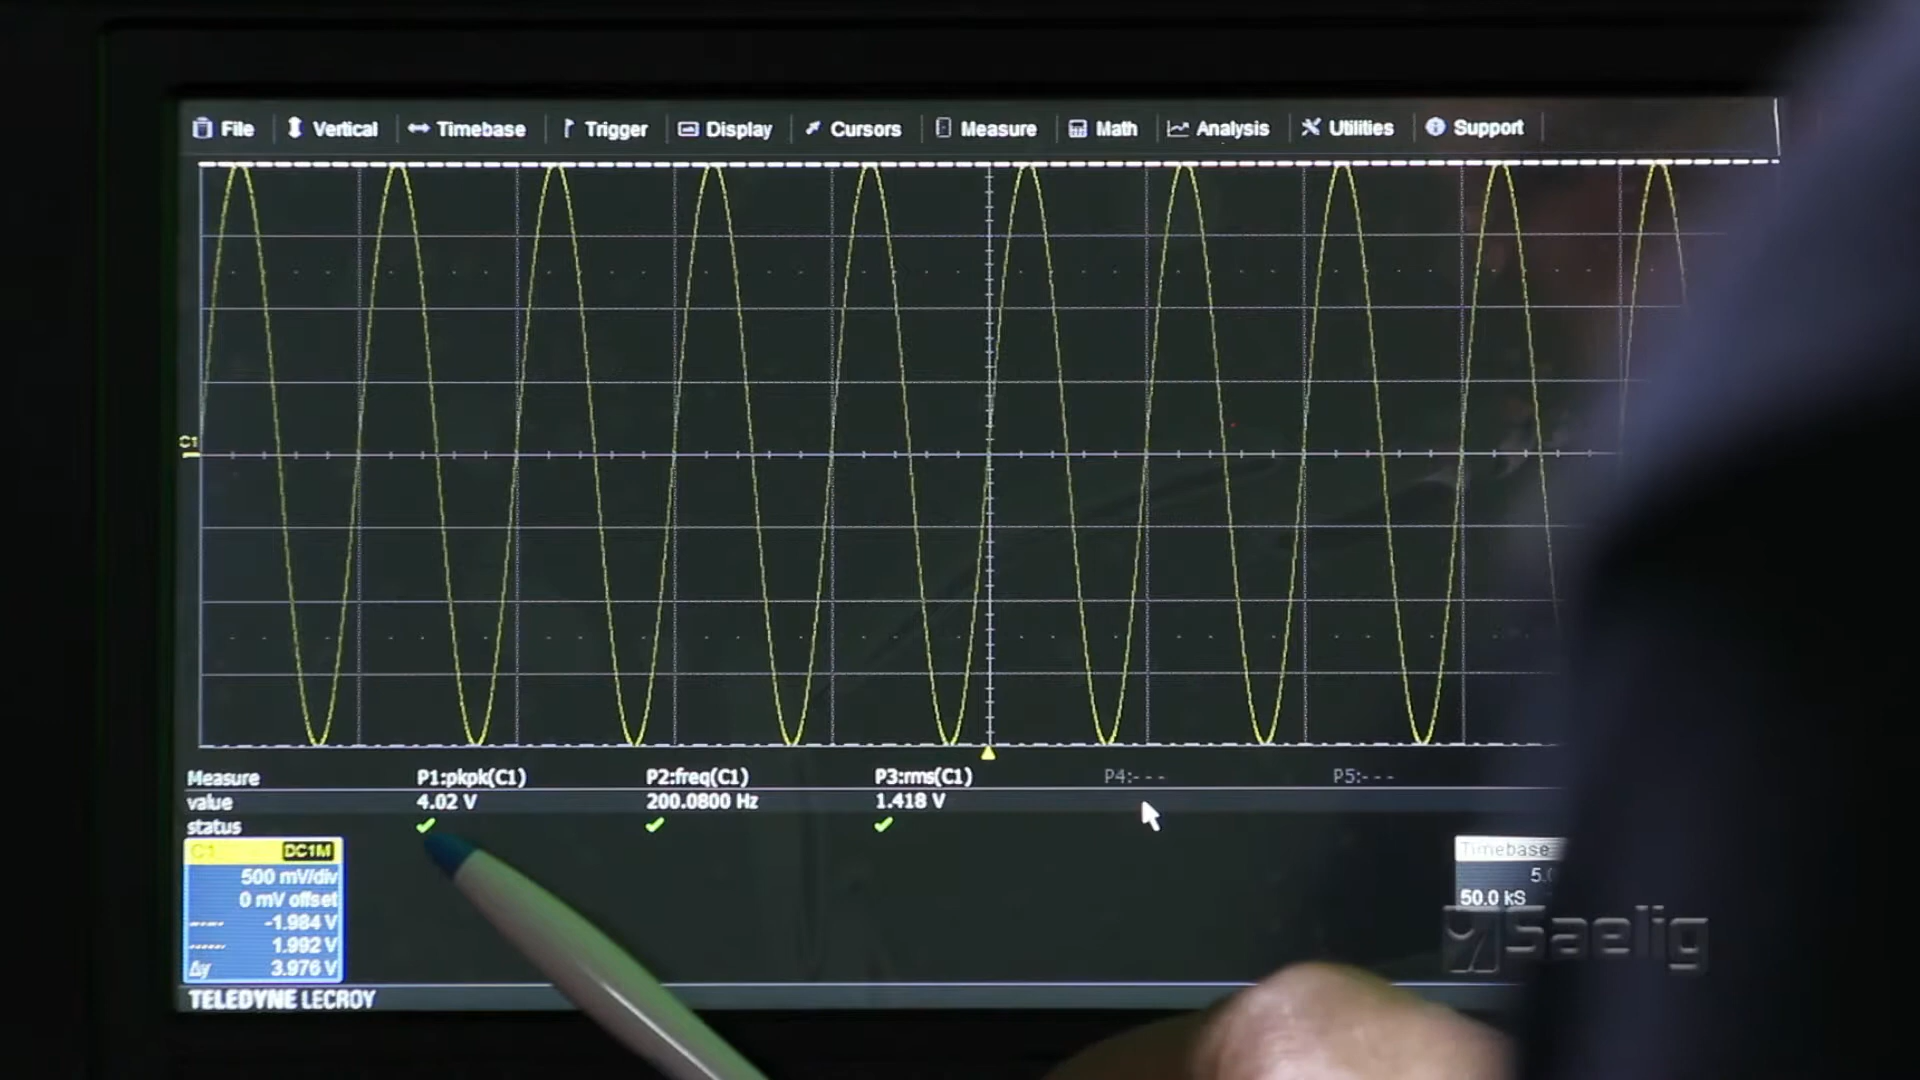 File Vertical Timebase Trigger Display Cursors Measure Math Analysis Utilities Support
C1
Measure P1:pkpk(C1) P2:freq(C1) P3:rms(C1) P4:--- P5:---
value 4.02 V 200.0800 Hz 1.418 V
status
C1 DC1M
500 mV/div
0 mV offset
-1.984 V
1.992 V
Δy 3.976 V
Timebase
50.0 kS
Saelig
TELEDYNE LECROY